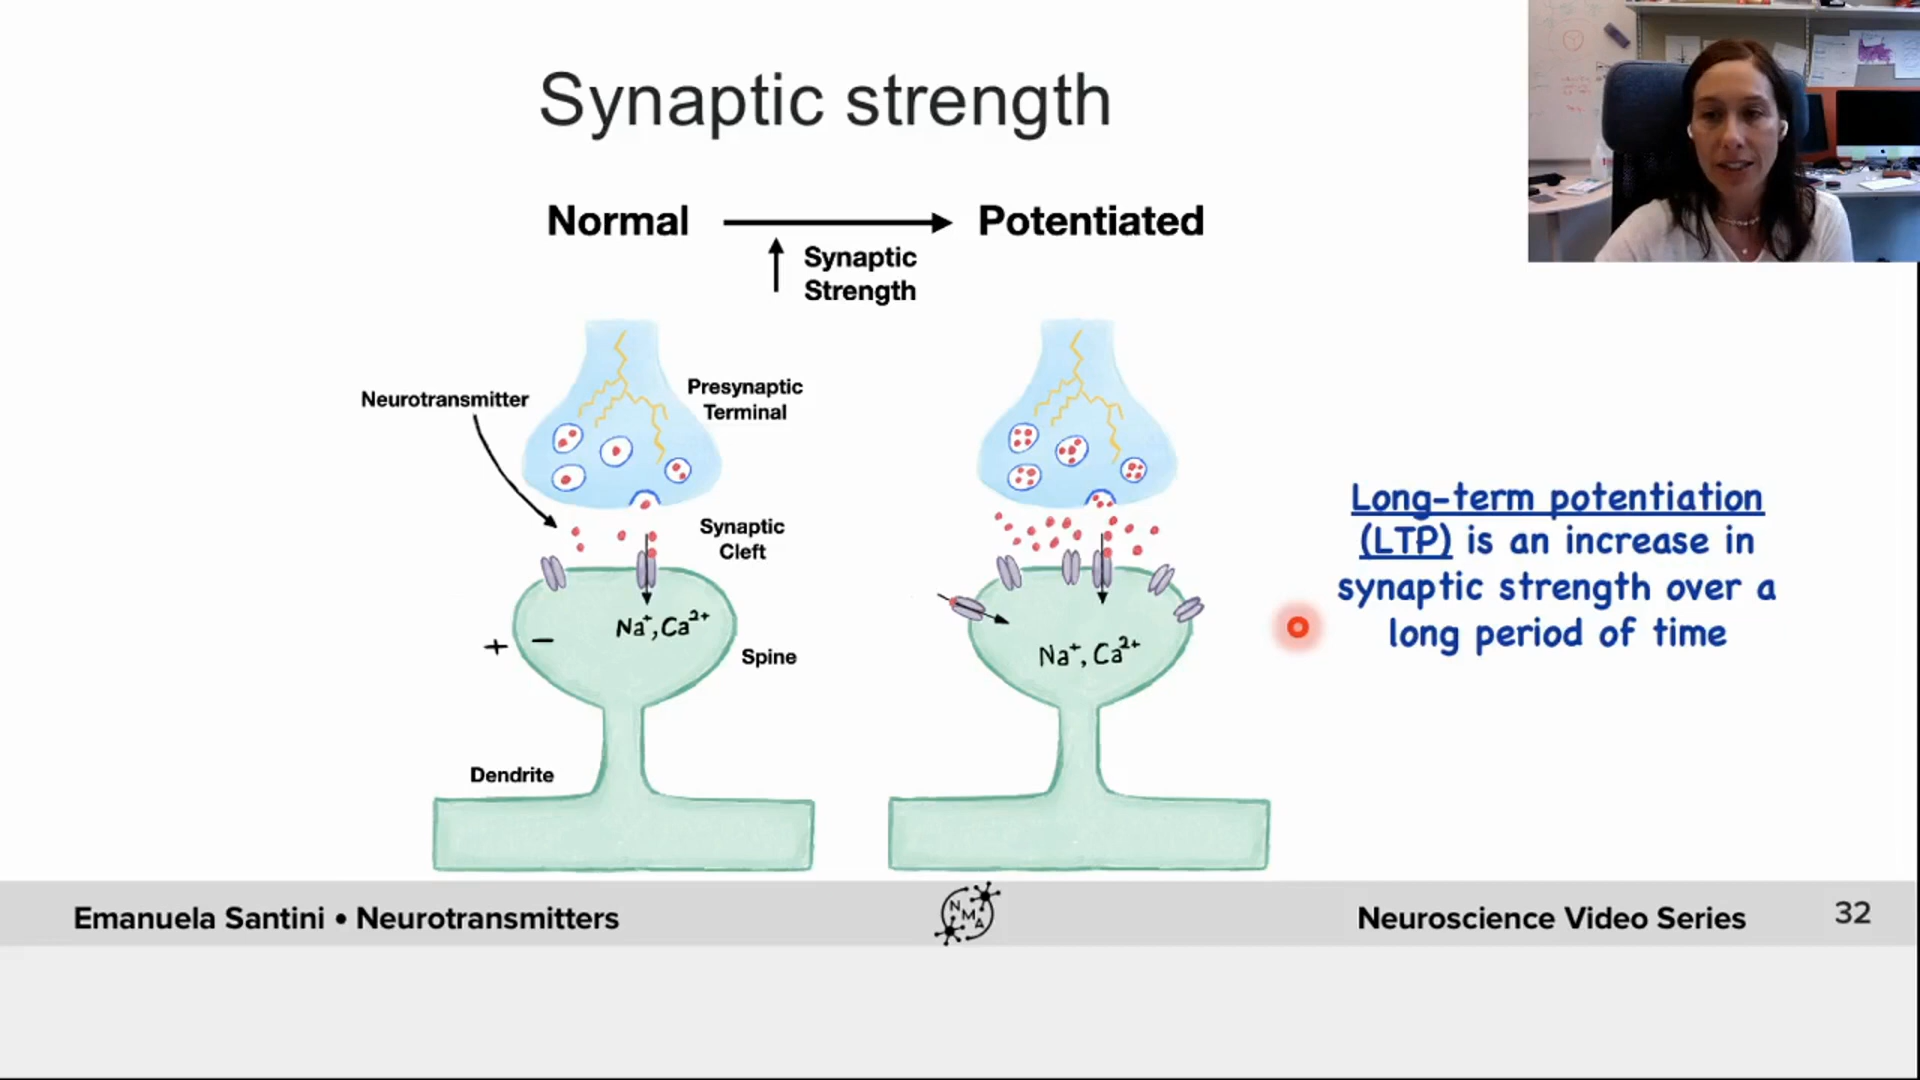 Synaptic strength
Normal
Potentiated
Synaptic
Strength
Neurotransmitter
Presynaptic
Terminal
Synaptic
Cleft
Na⁺,Ca²⁺
+ −
Spine
Dendrite
Na⁺, Ca²⁺
Long-term potentiation
(LTP) is an increase in
synaptic strength over a
long period of time
Emanuela Santini • Neurotransmitters
NMA
Neuroscience Video Series
32